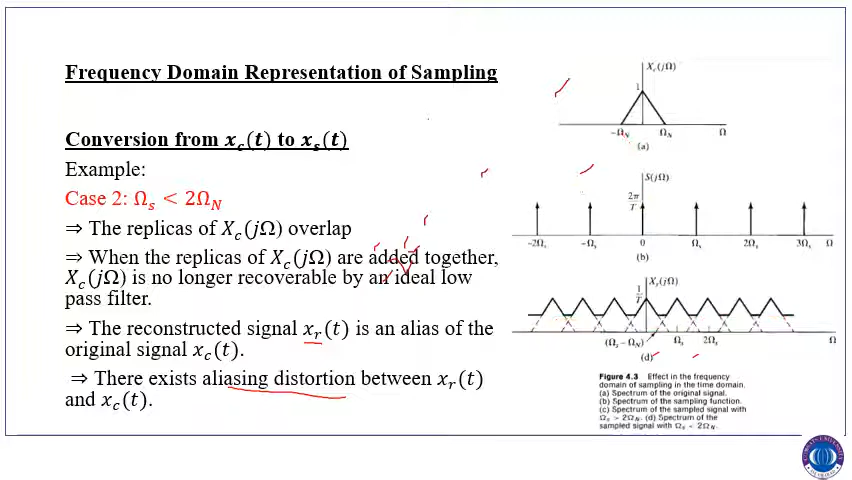 Frequency Domain Representation of Sampling
Conversion from x_c(t) to x_s(t)
Example:
Case 2: Ω_s < 2Ω_N
⇒ The replicas of X_c(jΩ) overlap
⇒ When the replicas of X_c(jΩ) are added together,
X_c(jΩ) is no longer recoverable by an ideal low
pass filter.
⇒ The reconstructed signal x_r(t) is an alias of the
original signal x_c(t).
⇒ There exists aliasing distortion between x_r(t)
and x_c(t).
X_c(jΩ)
1
−Ω_N Ω_N Ω
(a)
S(jΩ)
2π/T
−2Ω_s −Ω_s 0 Ω_s 2Ω_s 3Ω_s Ω
(b)
X_s(jΩ)
1/T
(Ω_s − Ω_N) Ω_s 2Ω_s Ω
(d)
Figure 4.3 Effect in the frequency
domain of sampling in the time domain.
(a) Spectrum of the original signal.
(b) Spectrum of the sampling function.
(c) Spectrum of the sampled signal with
Ω_s > 2Ω_N. (d) Spectrum of the
sampled signal with Ω_s < 2Ω_N.